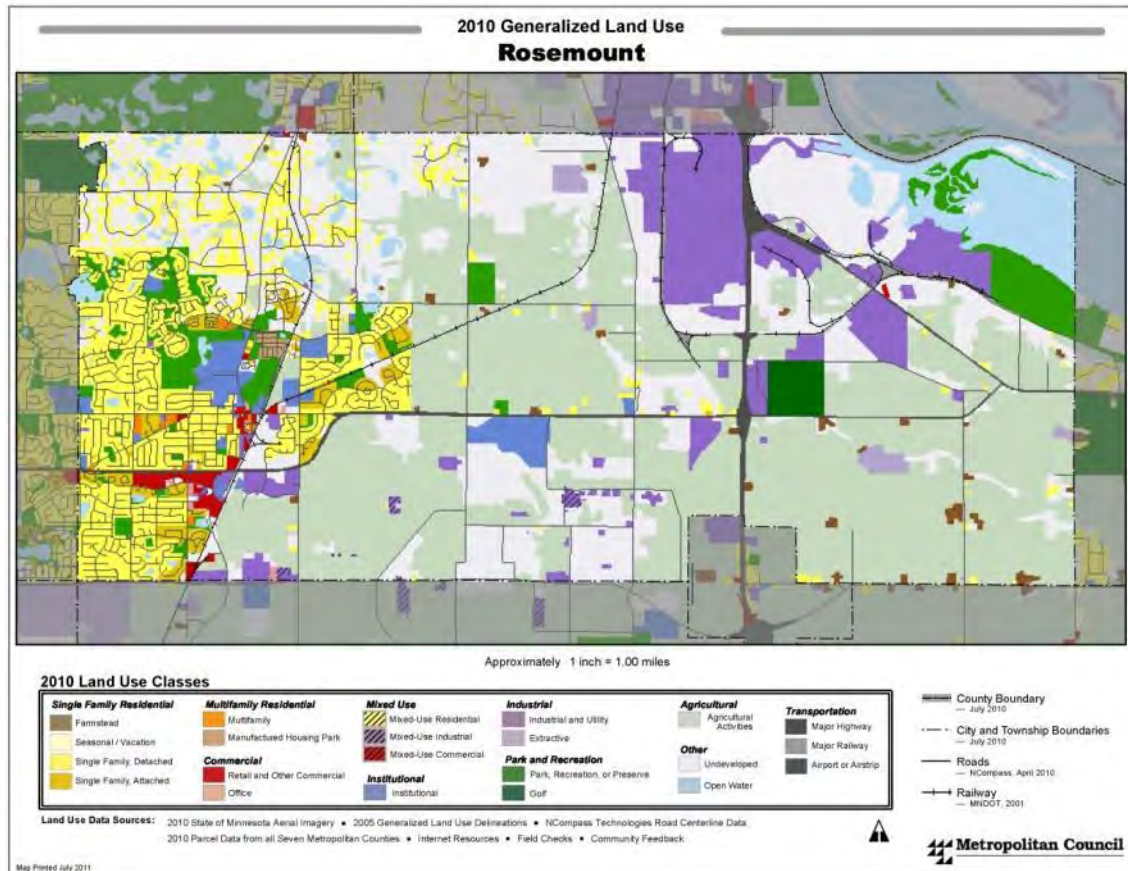 2010 Generalized Land Use
Rosemount
Approximately 1 inch = 1.00 miles
2010 Land Use Classes
Single Family Residential
Farmstead
Seasonal / Vacation
Single Family, Detached
Single Family, Attached
Multifamily Residential
Multifamily
Manufactured Housing Park
Commercial
Retail and Other Commercial
Office
Mixed Use
Mixed-Use Residential
Mixed-Use Industrial
Mixed-Use Commercial
Institutional
Institutional
Industrial
Industrial and Utility
Extractive
Park and Recreation
Park, Recreation, or Preserve
Golf
Agricultural
Agricultural
Activities
Other
Undeveloped
Open Water
Transportation
Major Highway
Major Railway
Airport or Airstrip
County Boundary
--- July 2010
City and Township Boundaries
--- July 2010
Roads
--- NCompass, April 2010
Railway
--- MNDOT, 2001
Land Use Data Sources: 2010 State of Minnesota Aerial Imagery • 2005 Generalized Land Use Delineations • NCompass Technologies Road Centerline Data
2010 Parcel Data from all Seven Metropolitan Counties • Internet Resources • Field Checks • Community Feedback
Metropolitan Council
Map Printed July 2011